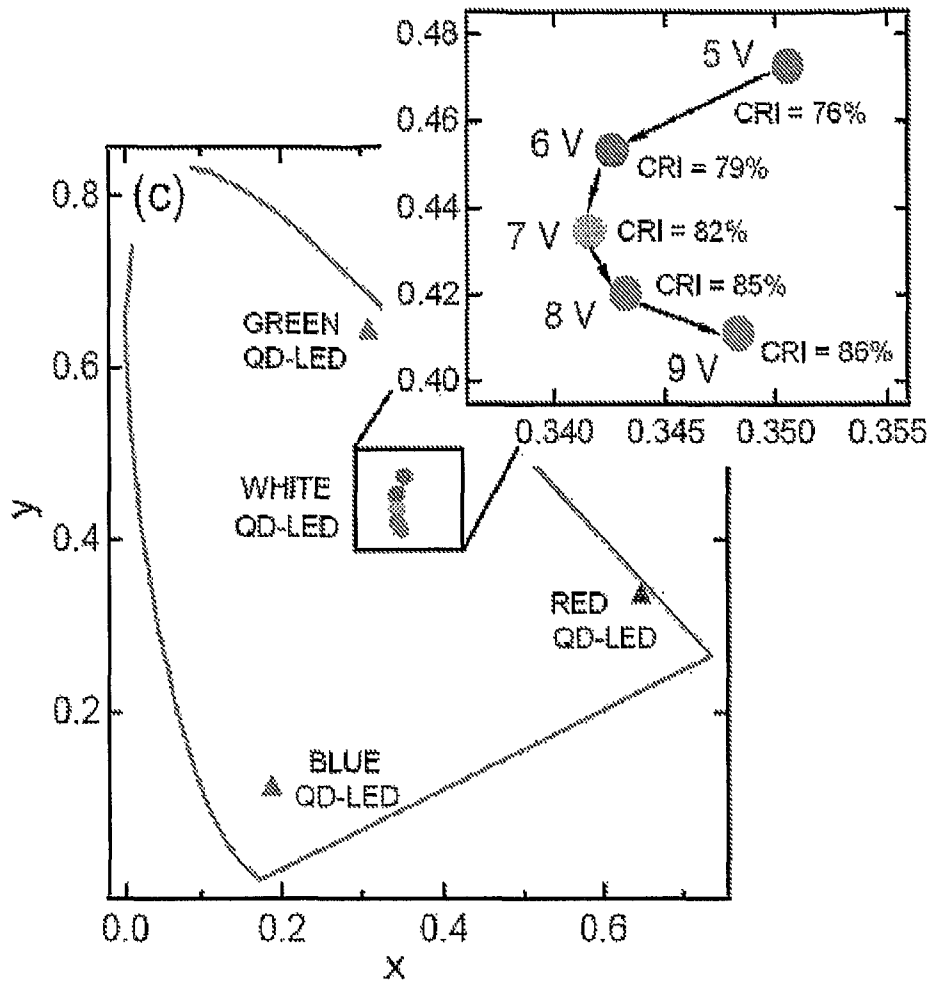 0.48
0.46
0.44
0.42
0.40
5 V
CRI = 76%
6 V
CRI = 79%
7 V
CRI = 82%
CRI = 85%
8 V
CRI = 86%
9 V
0.340 0.345 0.350 0.355
(c)
0.8
0.6
0.4
0.2
y
GREEN
QD-LED
WHITE
QD-LED
RED
QD-LED
BLUE
QD-LED
0.0 0.2 0.4 0.6
x